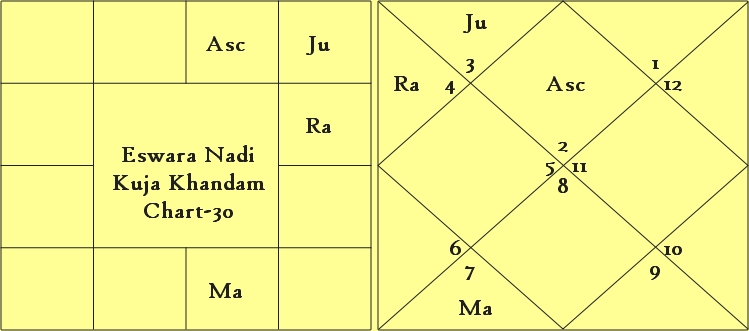 Asc Ju
Ra
Eswara Nadi
Kuja Khandam
Chart-30
Ma
Ju
3 1
Ra 4 Asc 12
2
5 11
8
6 10
7 9
Ma